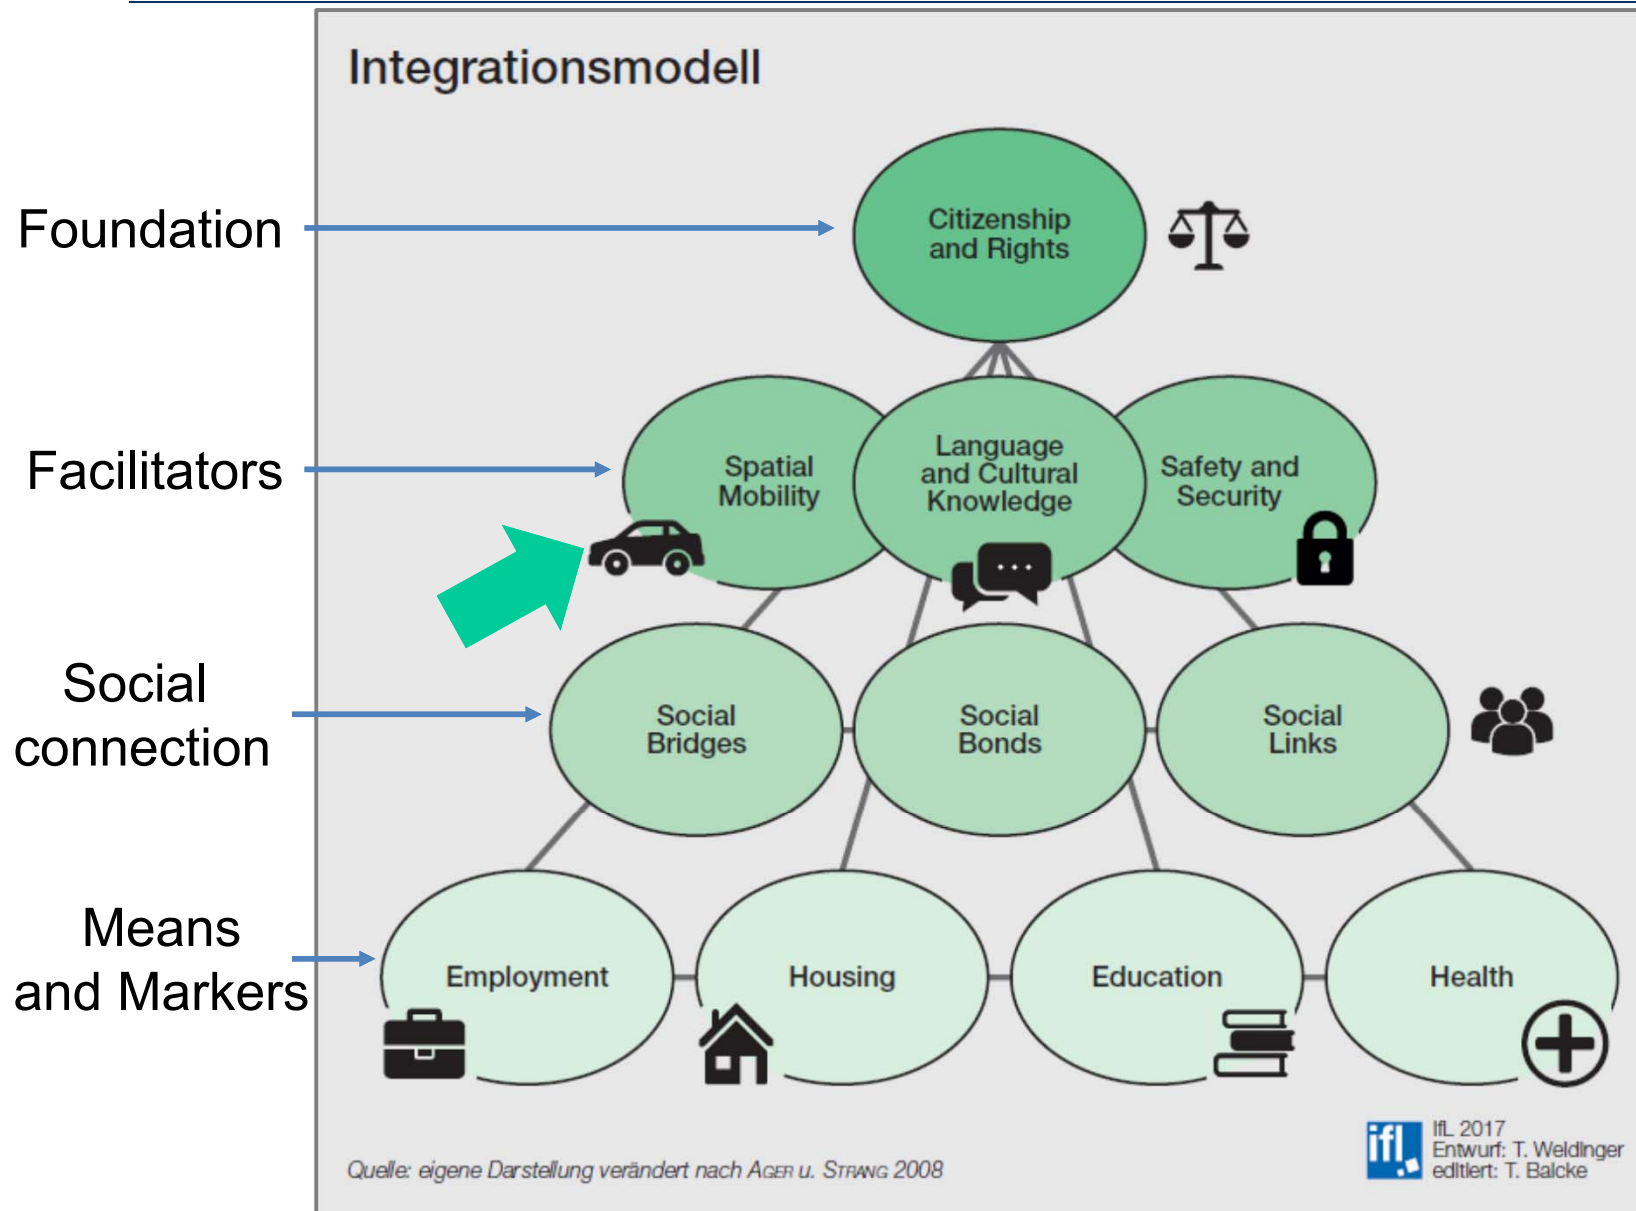 Integrationsmodell
Foundation
Citizenship
and Rights
Facilitators
Spatial
Mobility
Language
and Cultural
Knowledge
Safety and
Security
Social
connection
Social
Bridges
Social
Bonds
Social
Links
Means
and Markers
Employment
Housing
Education
Health
Quelle: eigene Darstellung verändert nach AGER u. STRANG 2008
ifl
IfL 2017
Entwurf: T. Weidinger
editiert: T. Balcke